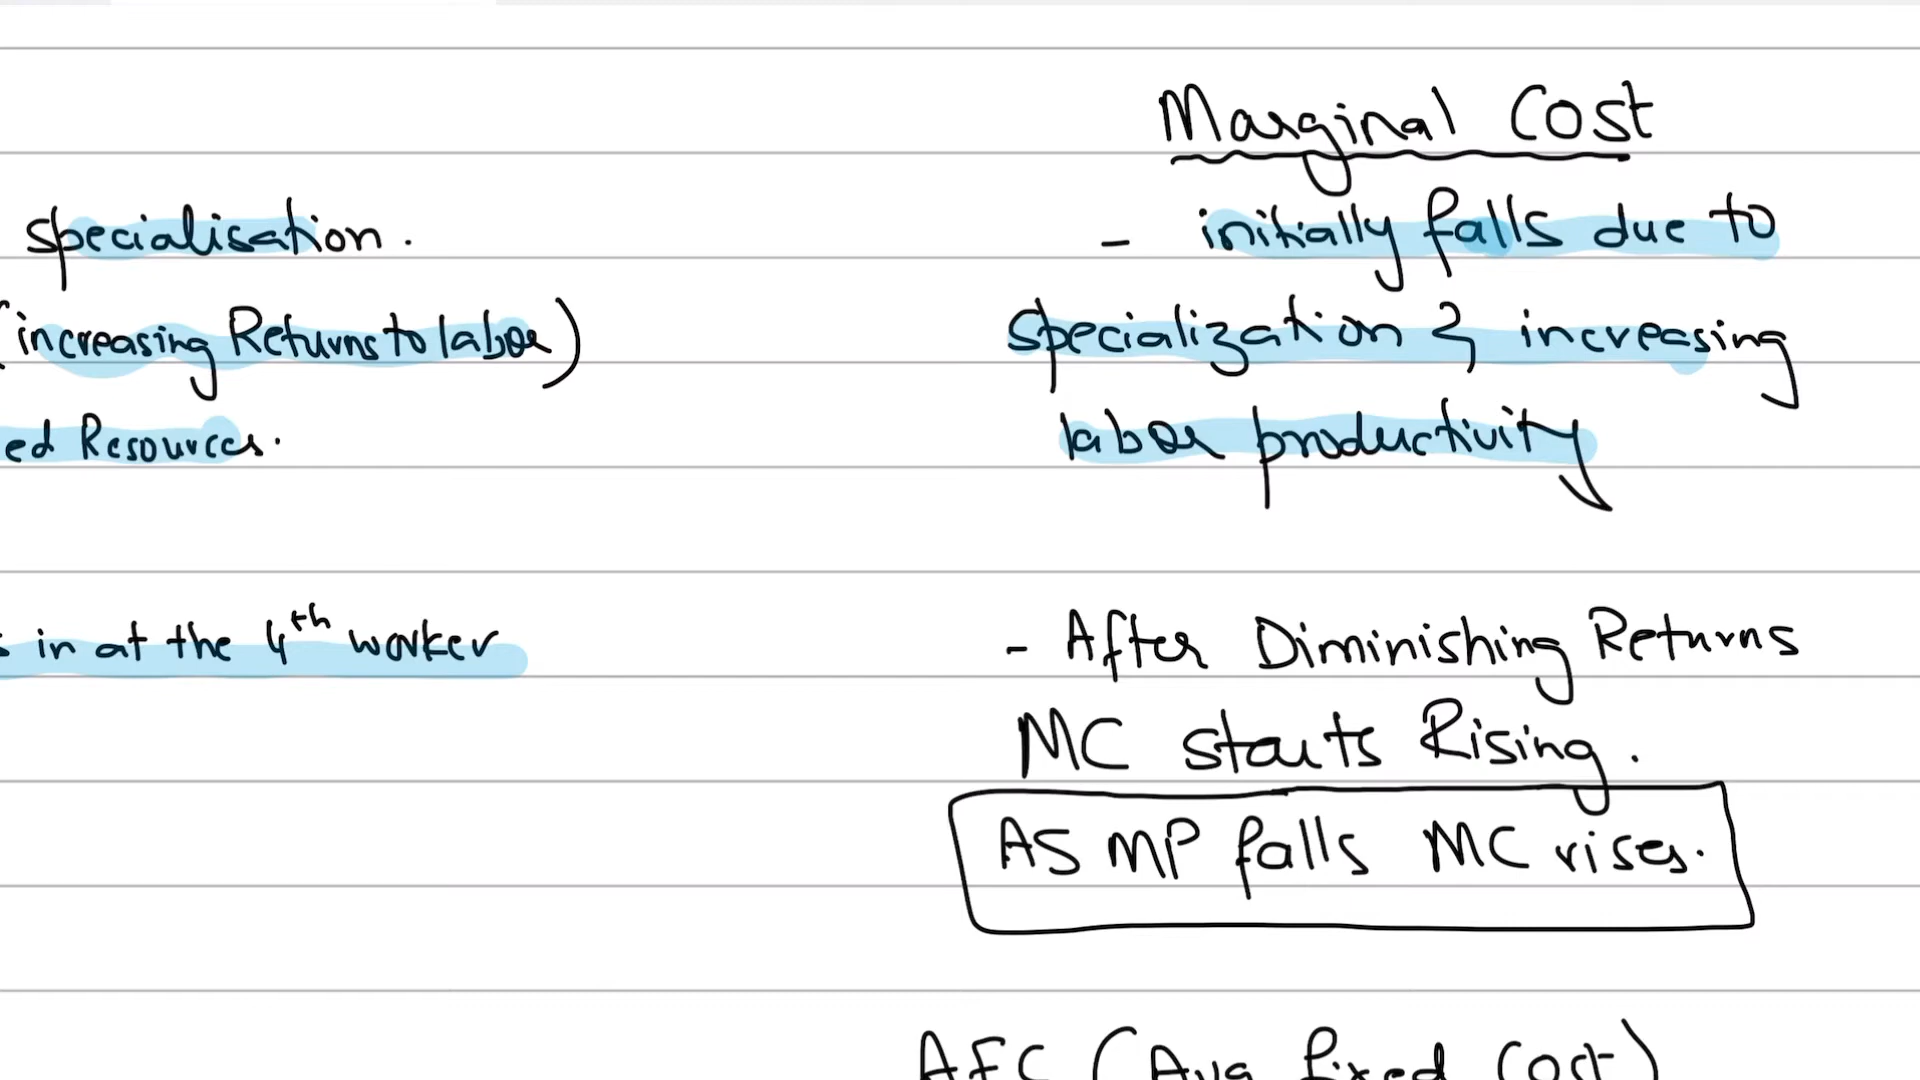 specialisation.
(increasing Returns to labor)
ed Resources.
s in at the 4th worker
Marginal Cost
- initially falls due to
specialization & increasing
labor productivity
- After Diminishing Returns
MC starts Rising.
AS MP falls MC rises.
AFC (Avg fixed Cost)